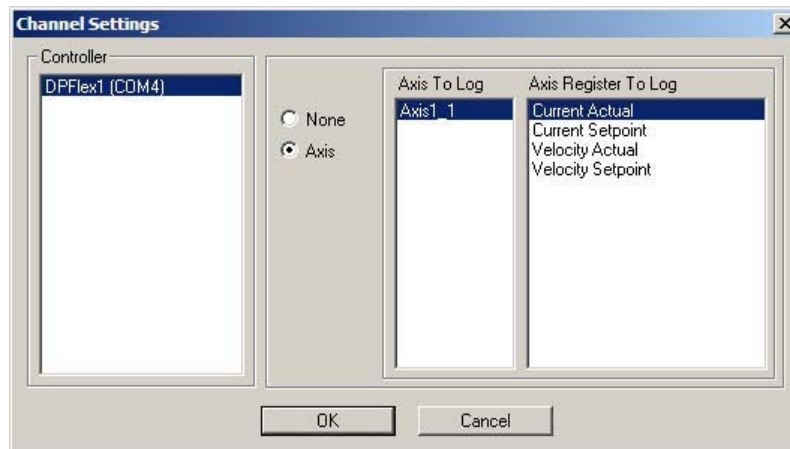 Channel Settings
Controller
DPFlex1 (COM4)
None
Axis
Axis To Log
Axis1_1
Axis Register To Log
Current Actual
Current Setpoint
Velocity Actual
Velocity Setpoint
OK
Cancel